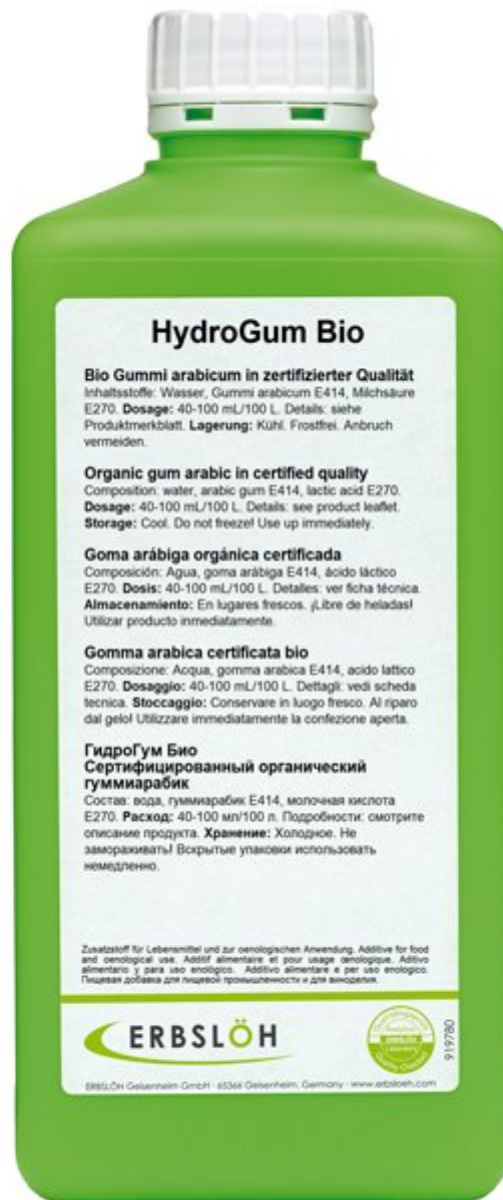 HydroGum Bio
Bio Gummi arabicum in zertifizierter Qualität
Inhaltsstoffe: Wasser, Gummi arabicum E414, Milchsäure
E270. Dosage: 40-100 mL/100 L. Details: siehe
Produktmerkblatt. Lagerung: Kühl. Frostfrei. Anbruch
vermeiden.
Organic gum arabic in certified quality
Composition: water, arabic gum E414, lactic acid E270.
Dosage: 40-100 mL/100 L. Details: see product leaflet.
Storage: Cool. Do not freeze! Use up immediately.
Goma arábiga orgánica certificada
Composición: Agua, goma arábiga E414, ácido láctico
E270. Dosis: 40-100 mL/100 L. Detalles: ver ficha técnica.
Almacenamiento: En lugares frescos. ¡Libre de heladas!
Utilizar producto inmediatamente.
Gomma arabica certificata bio
Composizione: Acqua, gomma arabica E414, acido lattico
E270. Dosaggio: 40-100 mL/100 L. Dettagli: vedi scheda
tecnica. Stoccaggio: Conservare in luogo fresco. Al riparo
dal gelo! Utilizzare immediatamente la confezione aperta.
ГидроГум Био
Сертифицированный органический
гуммиарабик
Состав: вода, гуммиарабик E414, молочная кислота
E270. Расход: 40-100 мл/100 л. Подробности: смотрите
описание продукта. Хранение: Холодное. Не
замораживать! Вскрытые упаковки использовать
немедленно.
Zusatzstoff für Lebensmittel und zur oenologischen Anwendung. Additive for food
and oenological use. Additif alimentaire et pour usage œnologique. Aditivo
alimentario y para uso enológico. Additivo alimentare e per uso enologico.
Пищевая добавка для пищевой промышленности и для виноделия.
ERBSLÖH
ERBSLÖH
919780
ERBSLÖH Geisenheim GmbH · 65366 Geisenheim, Germany · www.erbsloeh.com